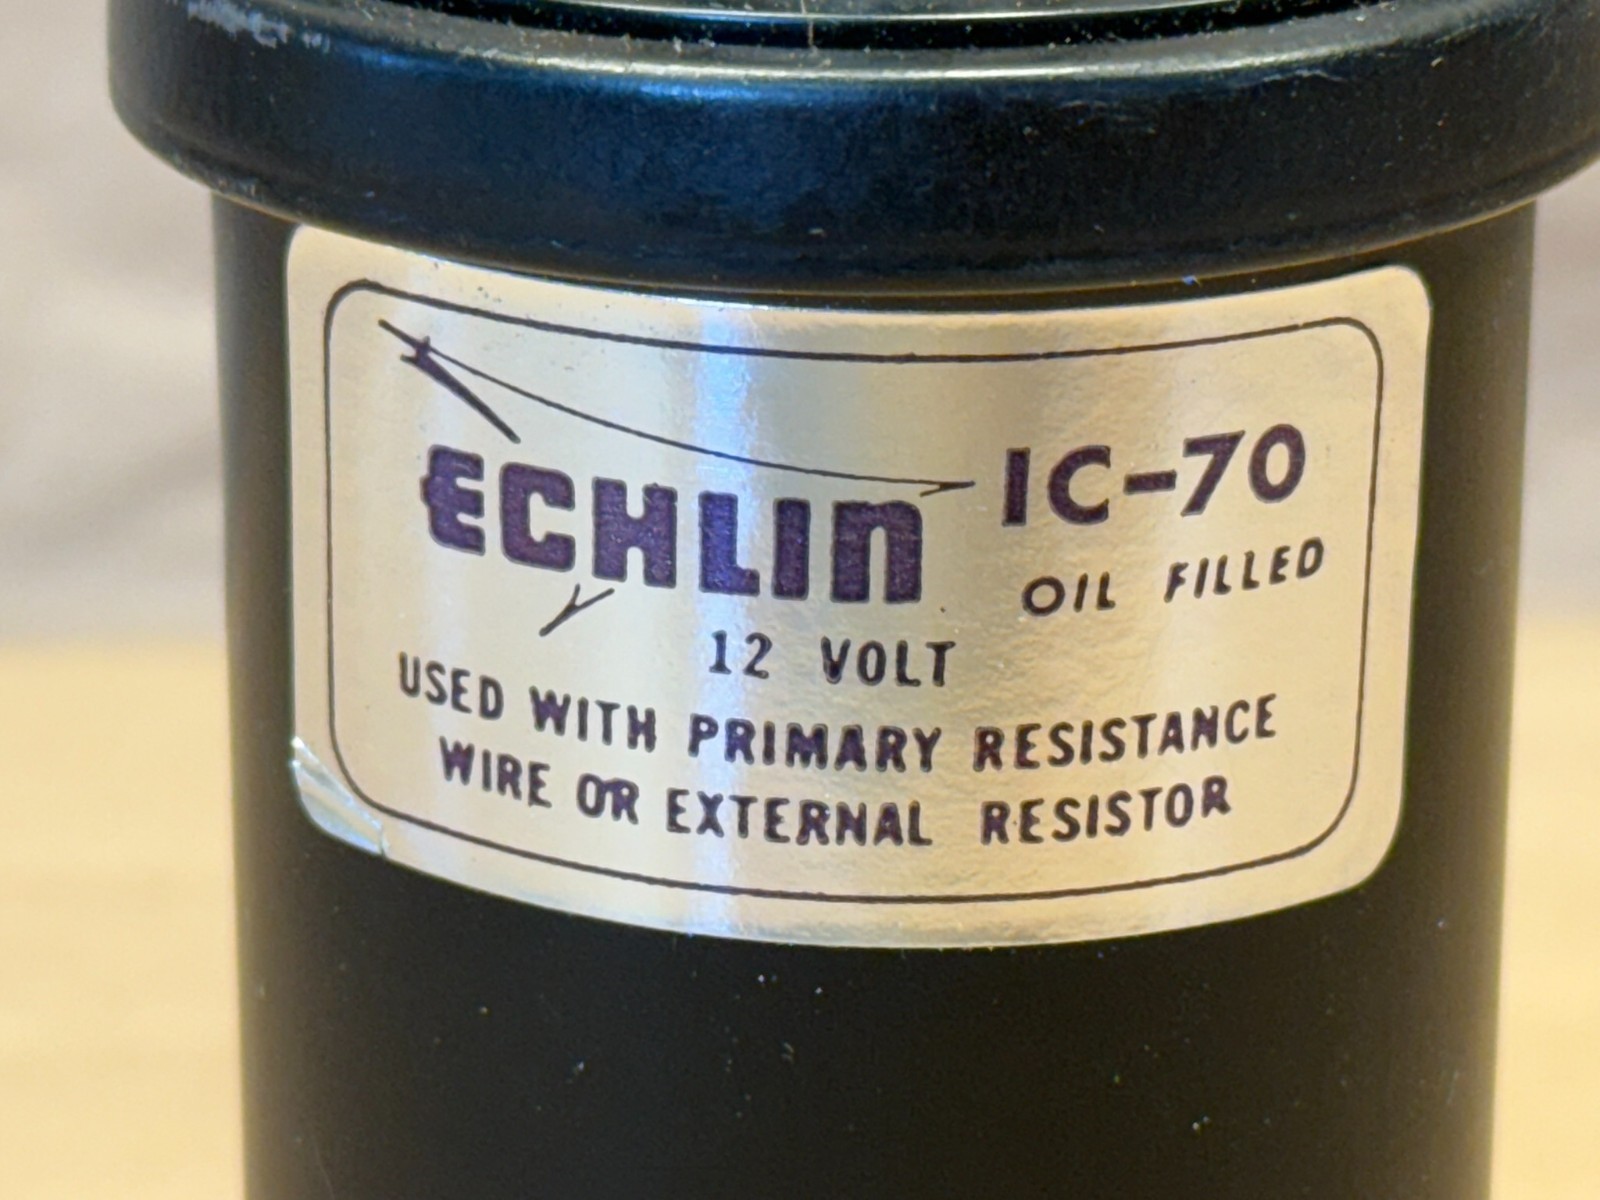 ECHLIN IC-70
OIL FILLED
12 VOLT
USED WITH PRIMARY RESISTANCE
WIRE OR EXTERNAL RESISTOR